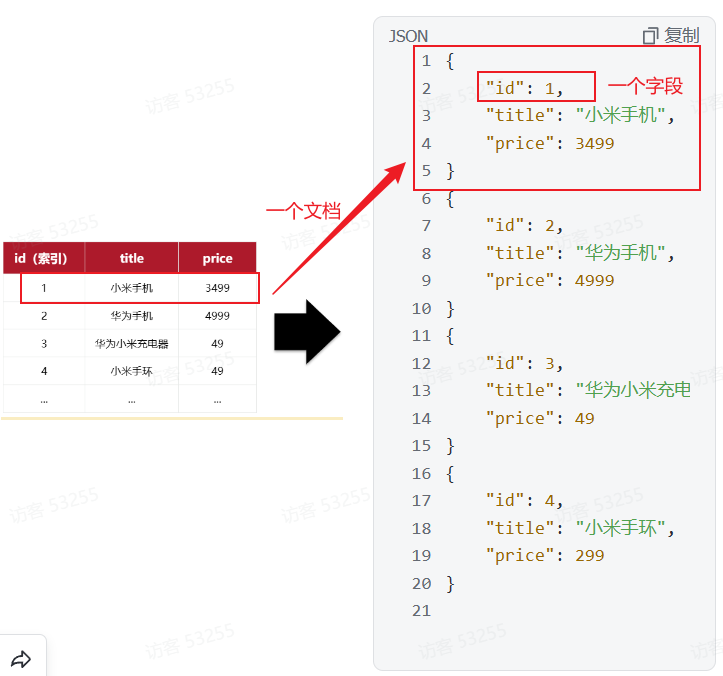 JSON
复制
1 {
2 "id": 1,
一个字段
3 "title": "小米手机",
4 "price": 3499
5 }
一个文档
6 {
7 "id": 2,
8 "title": "华为手机",
9 "price": 4999
10 }
11 {
12 "id": 3,
13 "title": "华为小米充电
14 "price": 49
15 }
16 {
17 "id": 4,
18 "title": "小米手环",
19 "price": 299
20 }
21
id（索引） title price
1 小米手机 3499
2 华为手机 4999
3 华为小米充电器 49
4 小米手环 49
... ... ...
访客 53255